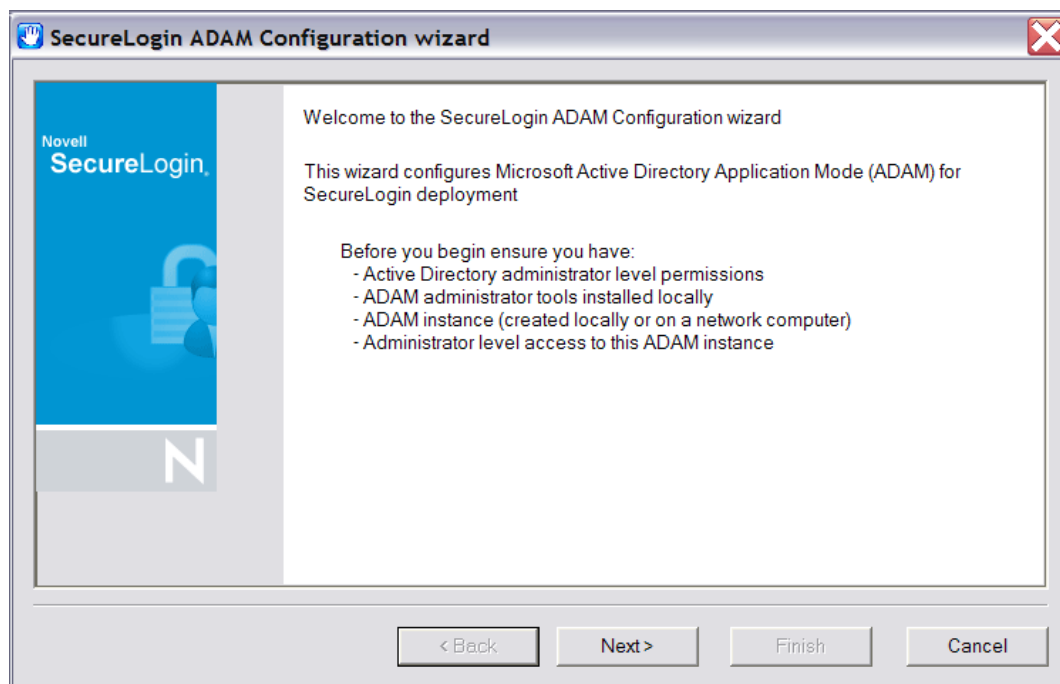 SecureLogin ADAM Configuration wizard
Novell
SecureLogin®
N
Welcome to the SecureLogin ADAM Configuration wizard
This wizard configures Microsoft Active Directory Application Mode (ADAM) for
SecureLogin deployment
Before you begin ensure you have:
- Active Directory administrator level permissions
- ADAM administrator tools installed locally
- ADAM instance (created locally or on a network computer)
- Administrator level access to this ADAM instance
< Back
Next >
Finish
Cancel